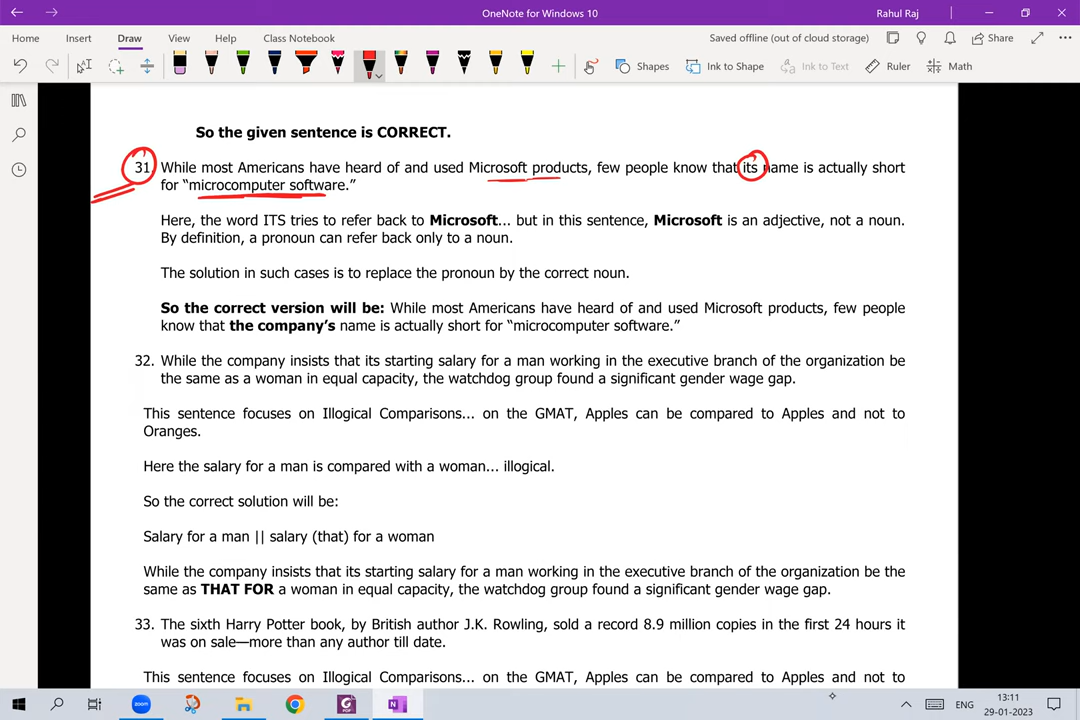 OneNote for Windows 10
Rahul Raj
Home Insert Draw View Help Class Notebook
Saved offline (out of cloud storage)
Share
Shapes Ink to Shape Ink to Text Ruler Math
So the given sentence is CORRECT.
31. While most Americans have heard of and used Microsoft products, few people know that its name is actually short
for “microcomputer software.”
Here, the word ITS tries to refer back to Microsoft... but in this sentence, Microsoft is an adjective, not a noun.
By definition, a pronoun can refer back only to a noun.
The solution in such cases is to replace the pronoun by the correct noun.
So the correct version will be: While most Americans have heard of and used Microsoft products, few people
know that the company’s name is actually short for “microcomputer software.”
32. While the company insists that its starting salary for a man working in the executive branch of the organization be
the same as a woman in equal capacity, the watchdog group found a significant gender wage gap.
This sentence focuses on Illogical Comparisons... on the GMAT, Apples can be compared to Apples and not to
Oranges.
Here the salary for a man is compared with a woman... illogical.
So the correct solution will be:
Salary for a man || salary (that) for a woman
While the company insists that its starting salary for a man working in the executive branch of the organization be the
same as THAT FOR a woman in equal capacity, the watchdog group found a significant gender wage gap.
33. The sixth Harry Potter book, by British author J.K. Rowling, sold a record 8.9 million copies in the first 24 hours it
was on sale—more than any author till date.
This sentence focuses on Illogical Comparisons... on the GMAT, Apples can be compared to Apples and not to
zoom
ENG
13:11
29-01-2023